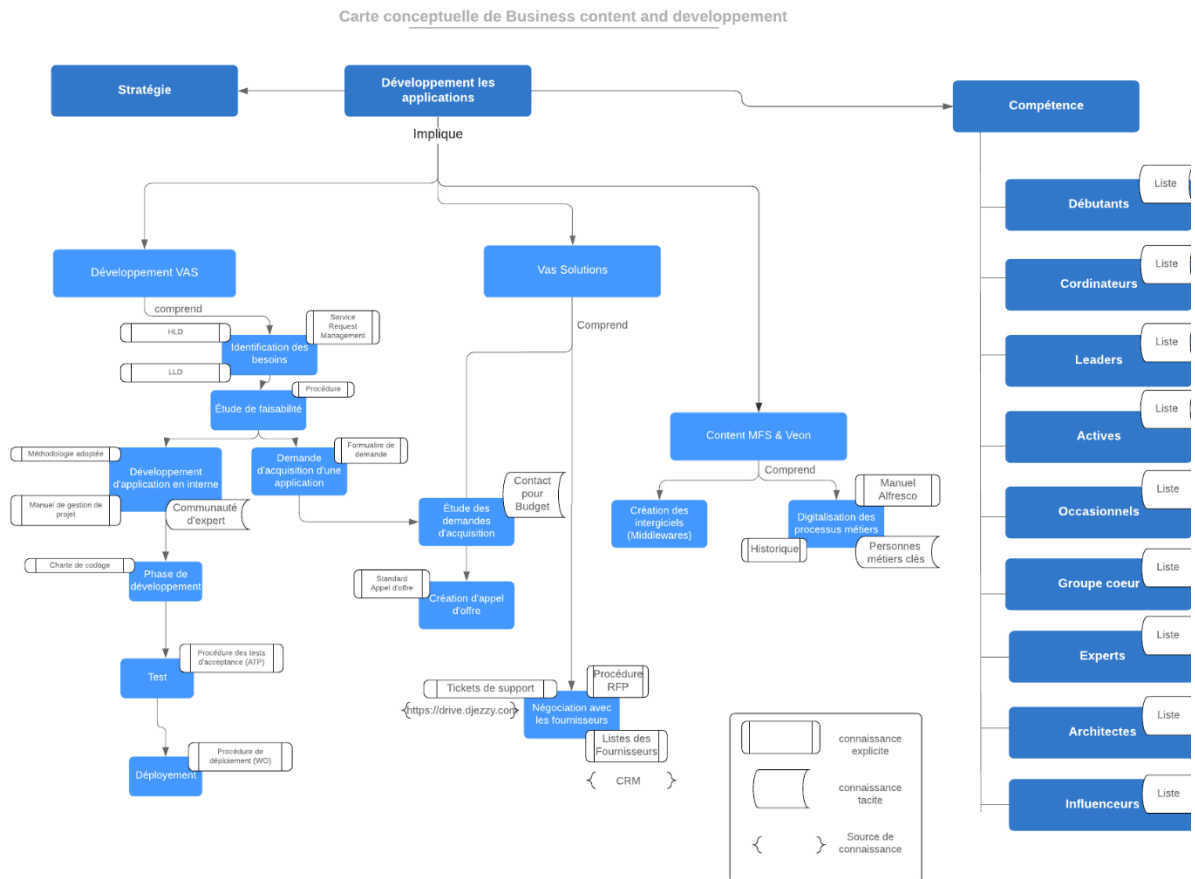 Carte conceptuelle de Business content and developpement
Stratégie
Développement les
applications
Compétence
Implique
Développement VAS
Vas Solutions
comprend
HLD
Service
Request
Management
Identification des
besoins
LLD
Procédure
Étude de faisabilité
Méthodologie adoptée
Développement
d'application en interne
Manuel de gestion de
projet
Communauté
d'expert
Demande
d'acquisition d'une
application
Formualire de
demande
Charte de codage
Phase de
développement
Procédure des tests
d'acceptance (ATP)
Test
Procédure de
déploiement (WO)
Déployement
Comprend
Contact
pour
Budget
Étude des
demandes
d'acquisition
Standard
Appel d'offre
Création d'appel
d'offre
Tickets de support
Procédure
RFP
https://drive.djezzy.com
Négociation avec
les fournisseurs
Listes des
Fournisseurs
CRM
Content MFS & Veon
Comprend
Création des
intergiciels
(Middlewares)
Manuel
Alfresco
Digitalisation des
processus métiers
Historique
Personnes
métiers clés
connaissance
explicite
connaissance
tacite
Source de
connaissance
Liste
Débutants
Liste
Cordinateurs
Liste
Leaders
Liste
Actives
Liste
Occasionnels
Liste
Groupe coeur
Liste
Experts
Liste
Architectes
Liste
Influenceurs